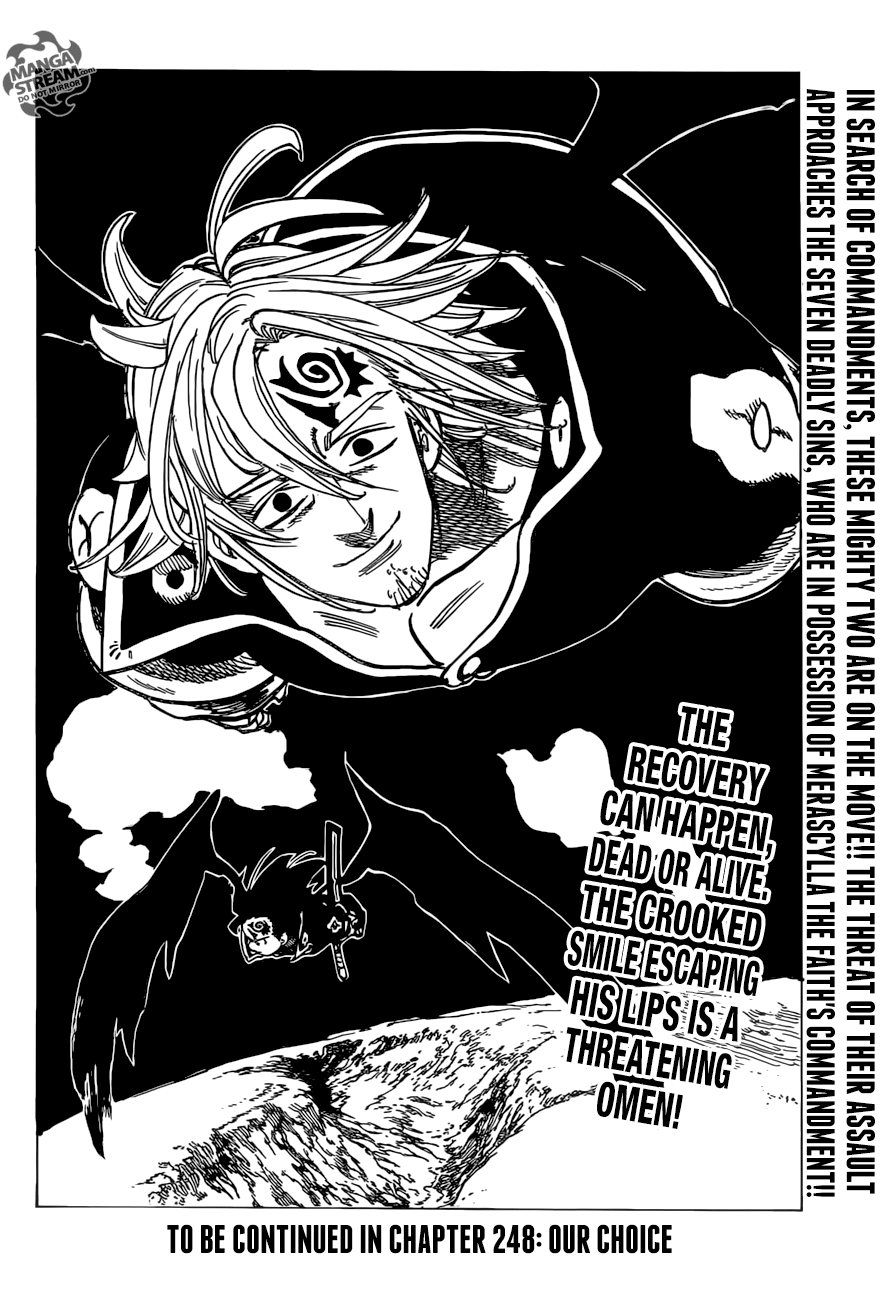 MANGA
STREAM.com
DO NOT MIRROR
IN SEARCH OF COMMANDMENTS, THESE MIGHTY TWO ARE ON THE MOVE!! THE THREAT OF THEIR ASSAULT
APPROACHES THE SEVEN DEADLY SINS, WHO ARE IN POSSESSION OF MERASCYLLA THE FAITH'S COMMANDMENT!!
THE
RECOVERY
CAN HAPPEN,
DEAD OR ALIVE.
THE CROOKED
SMILE ESCAPING
HIS LIPS IS A
THREATENING
OMEN!
TO BE CONTINUED IN CHAPTER 248: OUR CHOICE